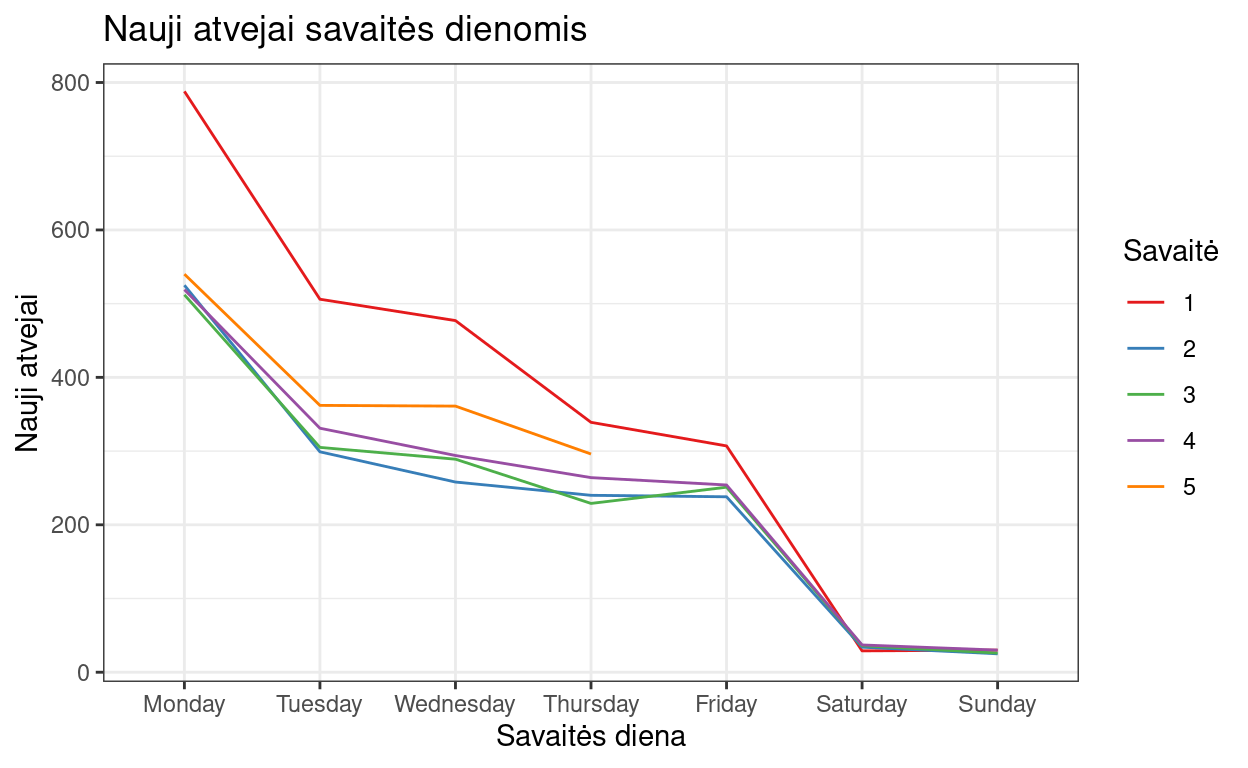 Nauji atvejai savaitės dienomis
Nauji atvejai
800
600
400
200
0
Monday Tuesday Wednesday Thursday Friday Saturday Sunday
Savaitės diena
Savaitė
1
2
3
4
5